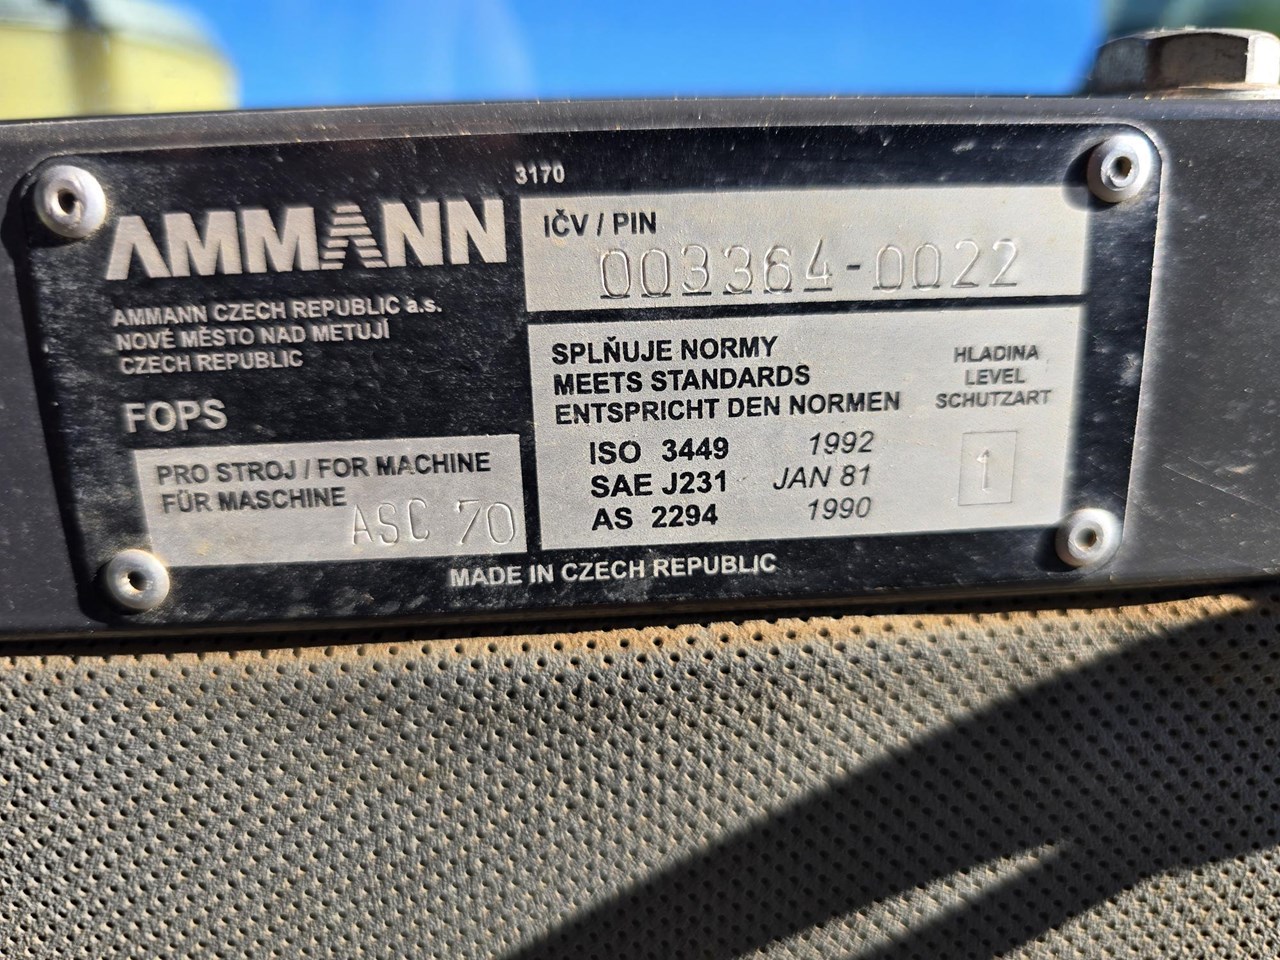 3170
AMMANN
AMMANN CZECH REPUBLIC a.s.
NOVÉ MĚSTO NAD METUJÍ
CZECH REPUBLIC
FOPS
PRO STROJ / FOR MACHINE
FÜR MASCHINE ASC 70
IČV / PIN
003364-0022
SPLŇUJE NORMY
MEETS STANDARDS
ENTSPRICHT DEN NORMEN
ISO 3449 1992
SAE J231 JAN 81
AS 2294 1990
HLADINA
LEVEL
SCHUTZART
1
MADE IN CZECH REPUBLIC